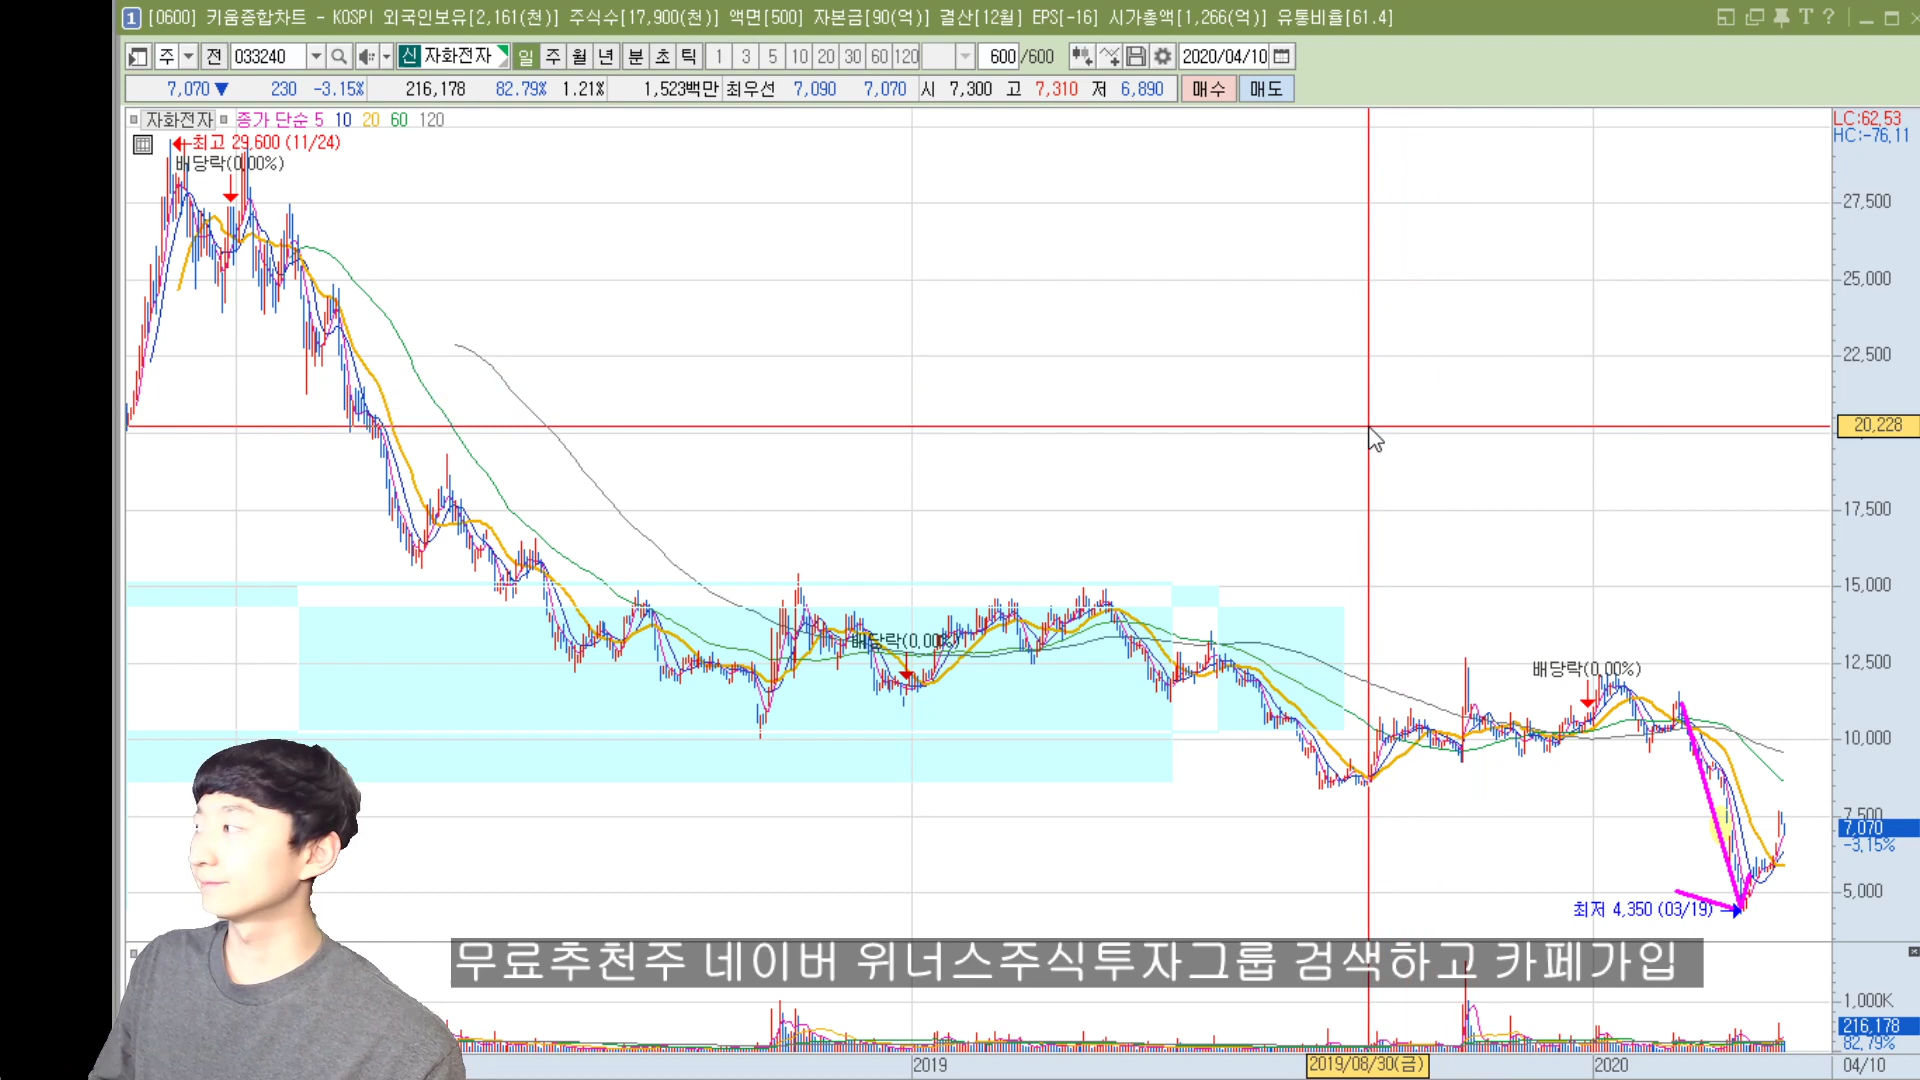 1 [0600] 키움종합차트 - KOSPI 외국인보유[2,161(천)] 주식수[17,900(천)] 액면[500] 자본금[90(억)] 결산[12월] EPS[-16] 시가총액[1,266(억)] 유통비율[61.4] T ?
주 전 033240 신 자화전자 일 주 월 년 분 초 틱 1 3 5 10 20 30 60 120 600 /600 2020/04/10
7,070 ▼ 230 -3.15% 216,178 82.79% 1.21% 1,523백만 최우선 7,090 7,070 시 7,300 고 7,310 저 6,890 매수 매도
자화전자 종가 단순 5 10 20 60 120
LC:62,53
HC:-76,11
최고 29,600 (11/24)
배당락(0,00%)
27,500
25,000
22,500
20,228
17,500
15,000
배당락(0,00%)
12,500
배당락(0,00%)
10,000
7,500
7,070
-3,15%
5,000
최저 4,350 (03/19)
무료추천주 네이버 위너스주식투자그룹 검색하고 카페가입
1,000K
216,178
82,79%
2019 2019/08/30(금) 2020 04/10